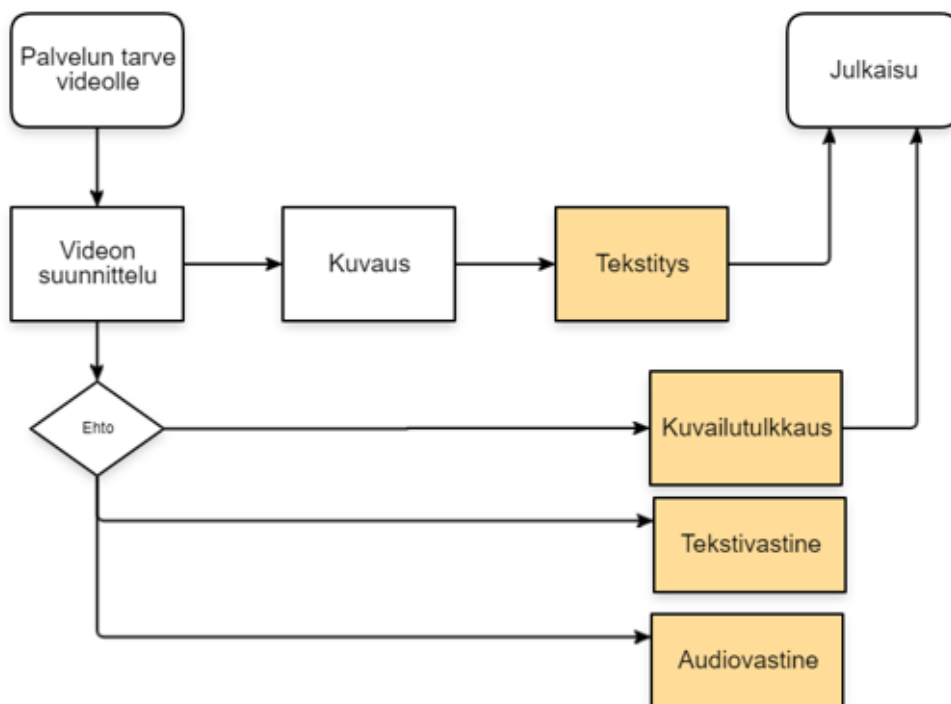 Palvelun tarve
videolle
Julkaisu
Videon
suunnittelu
Kuvaus
Tekstitys
Ehto
Kuvailutulkkaus
Tekstivastine
Audiovastine